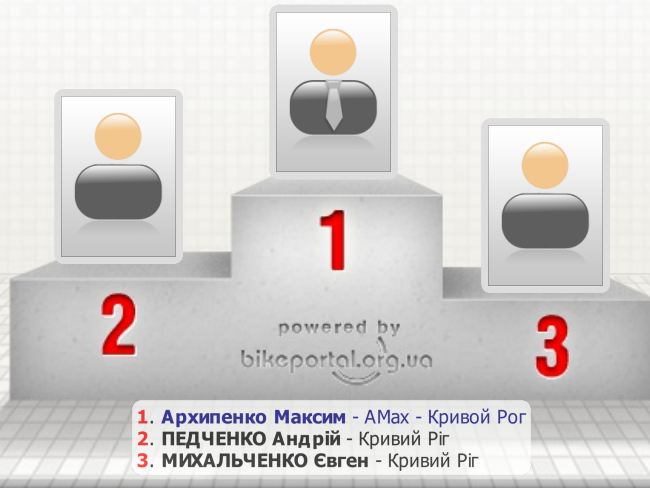 1
2
3
powered by
bikeportal.org.ua
1. Архипенко Максим - AMax - Кривой Рог
2. ПЕДЧЕНКО Андрій - Кривий Ріг
3. МИХАЛЬЧЕНКО Євген - Кривий Ріг